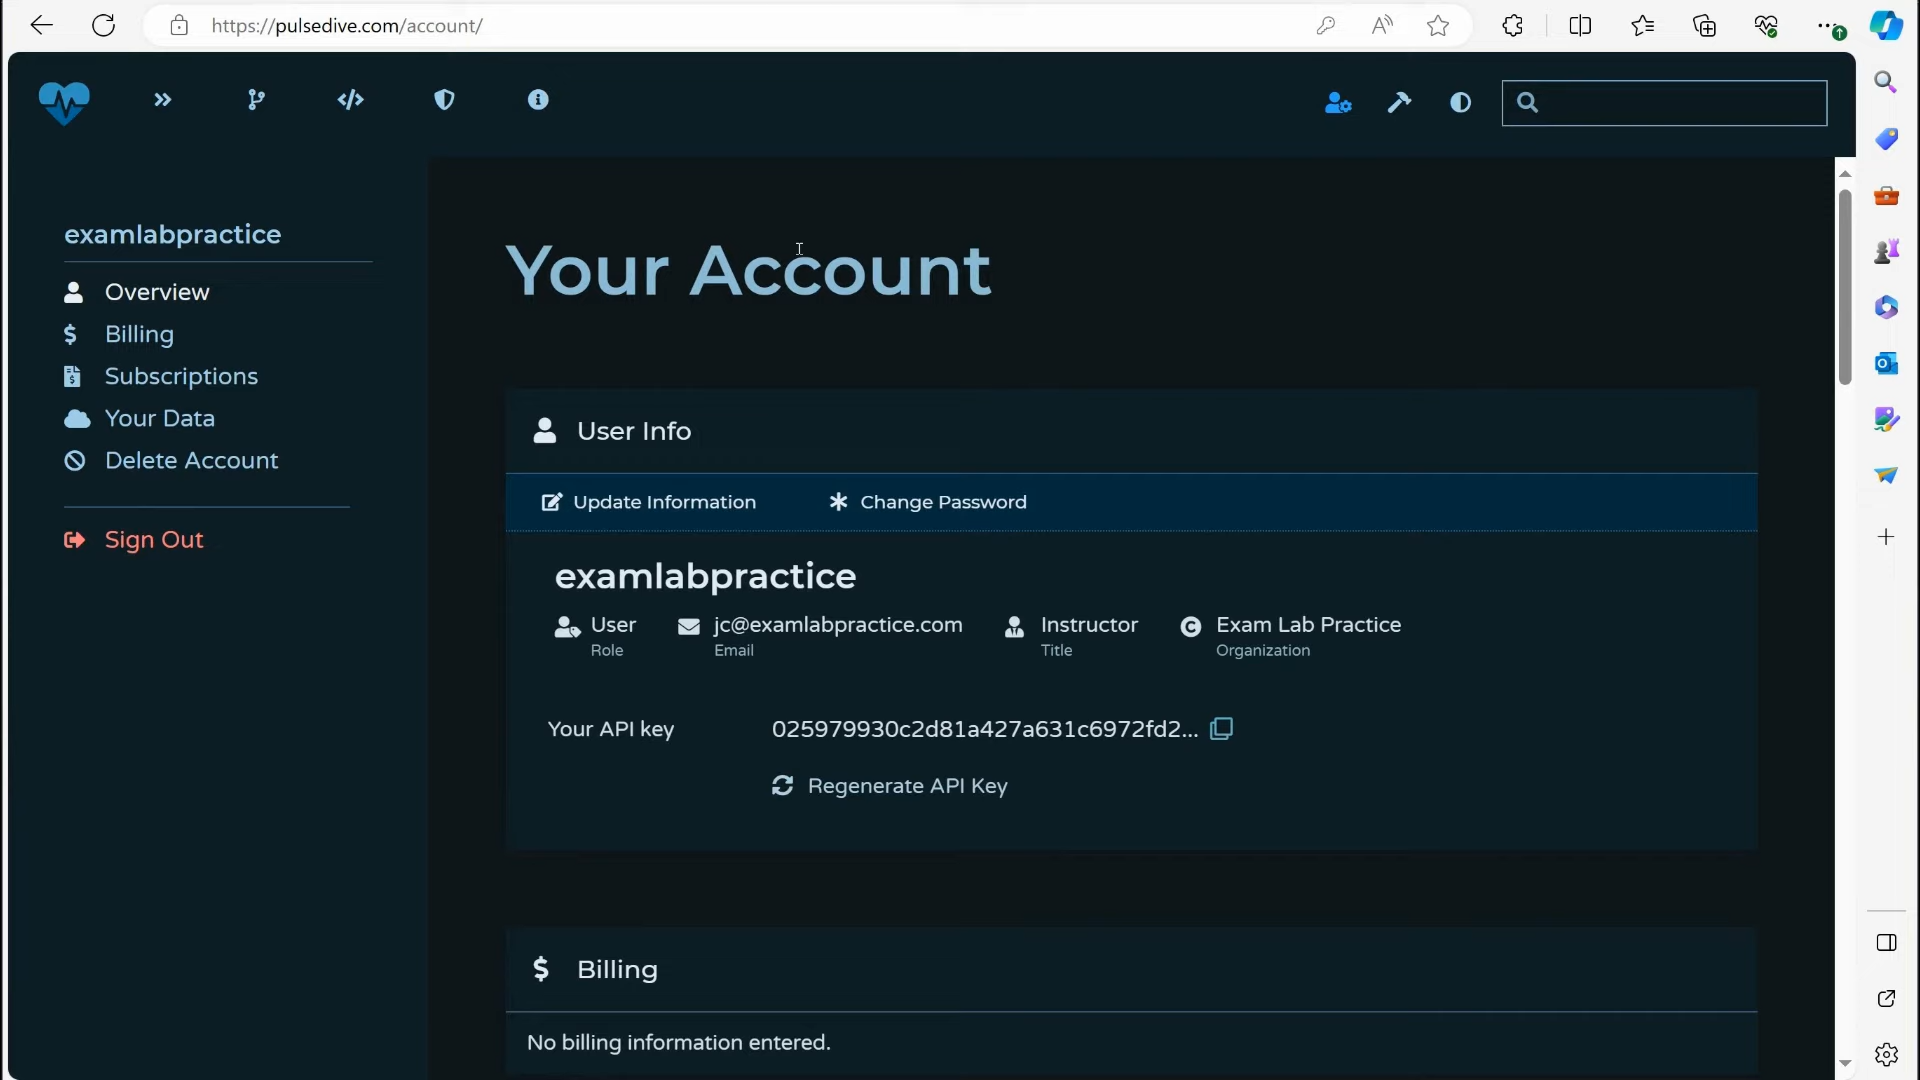 https://pulsedive.com/account/
examlabpractice
Overview
Billing
Subscriptions
Your Data
Delete Account
Sign Out
Your Account
User Info
Update Information Change Password
examlabpractice
User jc@examlabpractice.com Instructor Exam Lab Practice
Role Email Title Organization
Your API key 025979930c2d81a427a631c6972fd2...
Regenerate API Key
Billing
No billing information entered.